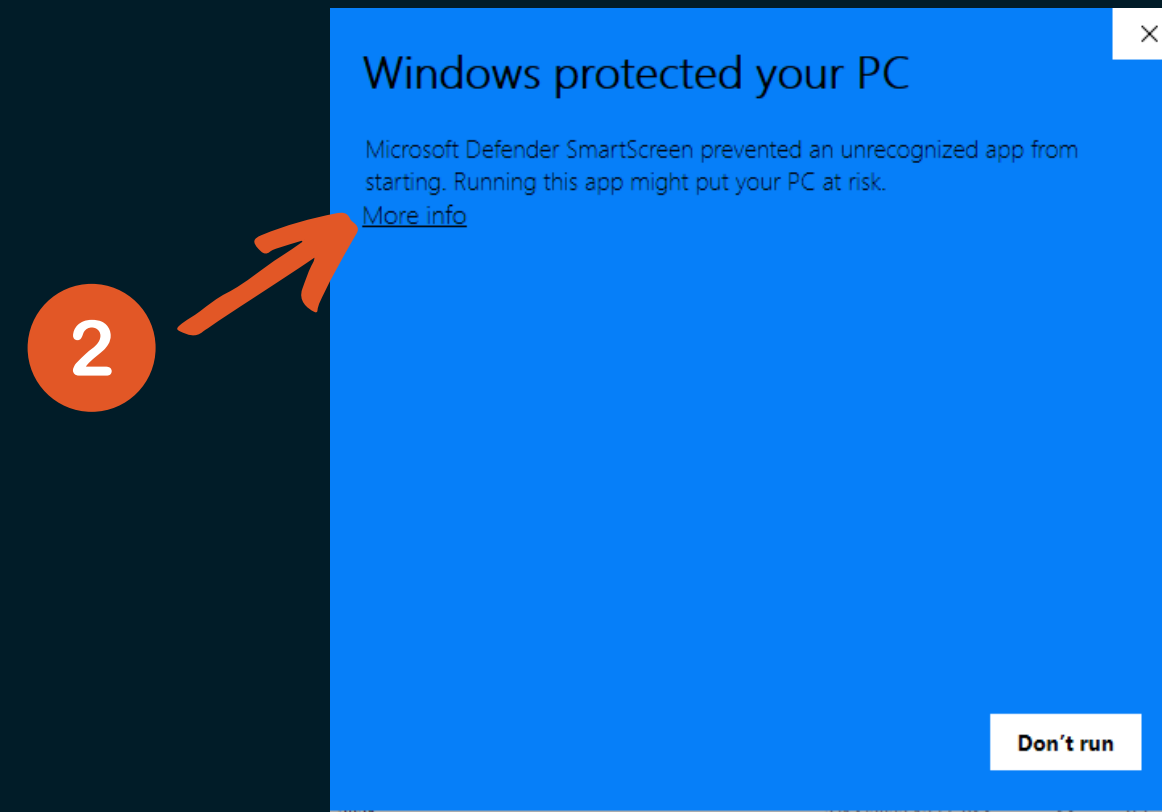 Windows protected your PC
Microsoft Defender SmartScreen prevented an unrecognized app from
starting. Running this app might put your PC at risk.
More info
2
Don't run